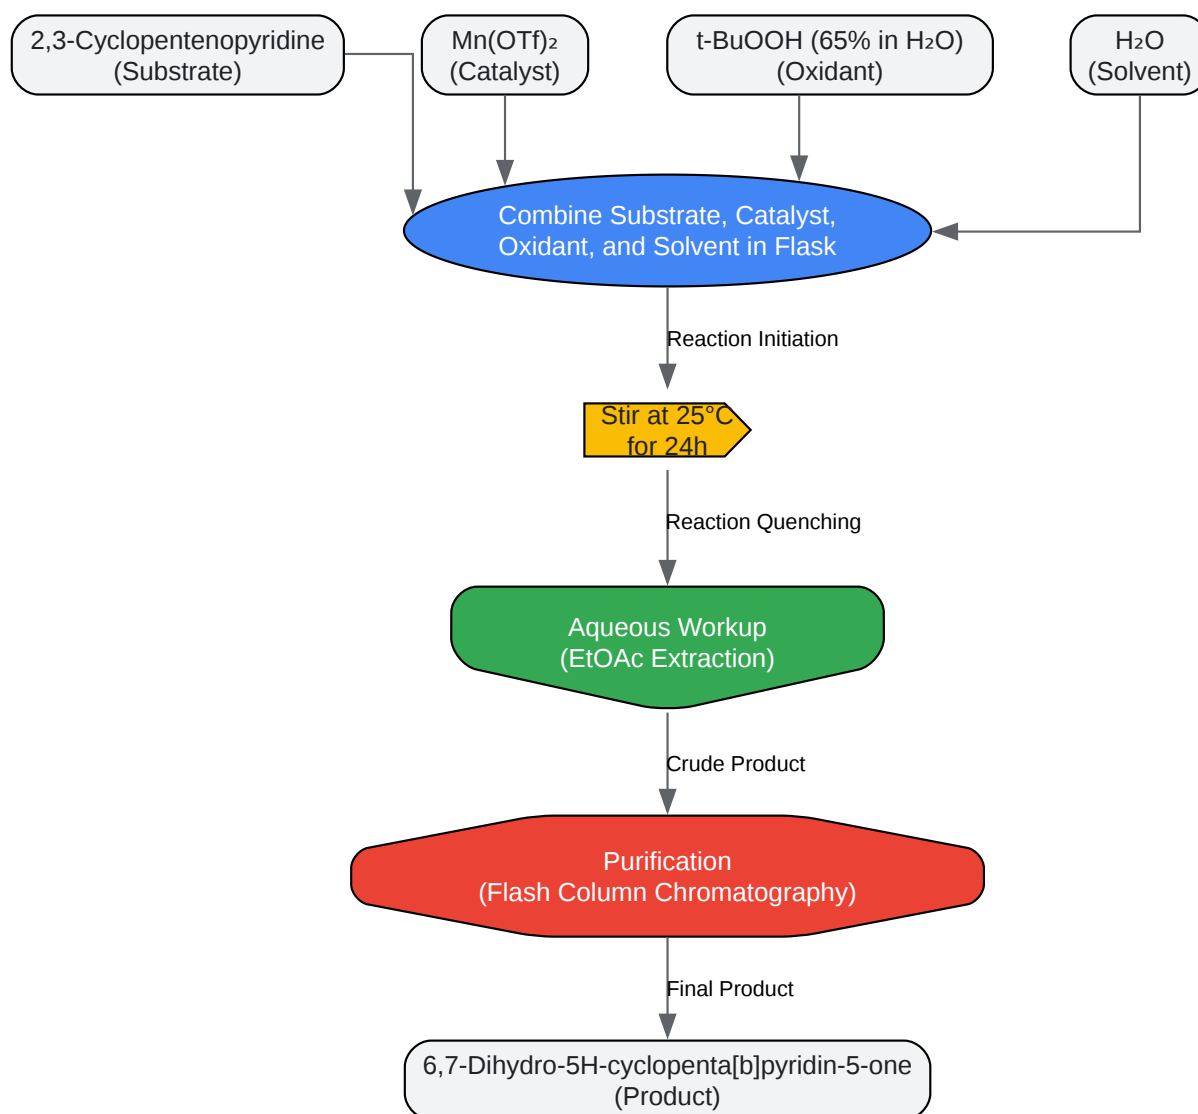 2,3-Cyclopentenopyridine
(Substrate)
Mn(OTf)₂
(Catalyst)
t-BuOOH (65% in H₂O)
(Oxidant)
H₂O
(Solvent)
Combine Substrate, Catalyst,
Oxidant, and Solvent in Flask
Reaction Initiation
Stir at 25°C
for 24h
Reaction Quenching
Aqueous Workup
(EtOAc Extraction)
Crude Product
Purification
(Flash Column Chromatography)
Final Product
6,7-Dihydro-5H-cyclopenta[b]pyridin-5-one
(Product)